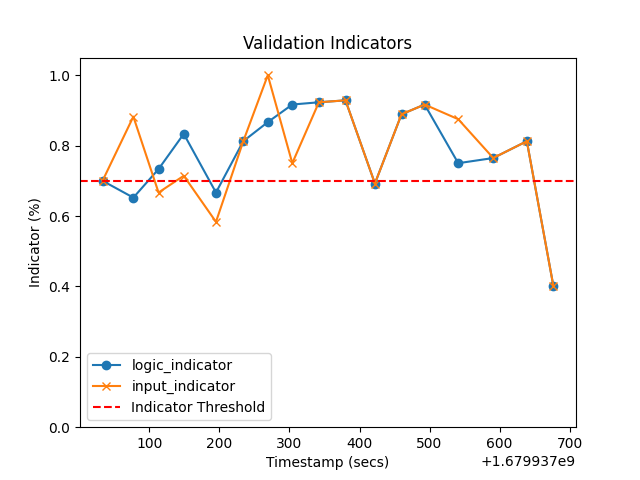 Validation Indicators
Indicator (%)
1.0
0.8
0.6
0.4
0.2
0.0
logic_indicator
input_indicator
Indicator Threshold
100 200 300 400 500 600 700
Timestamp (secs)
+1.679937e9